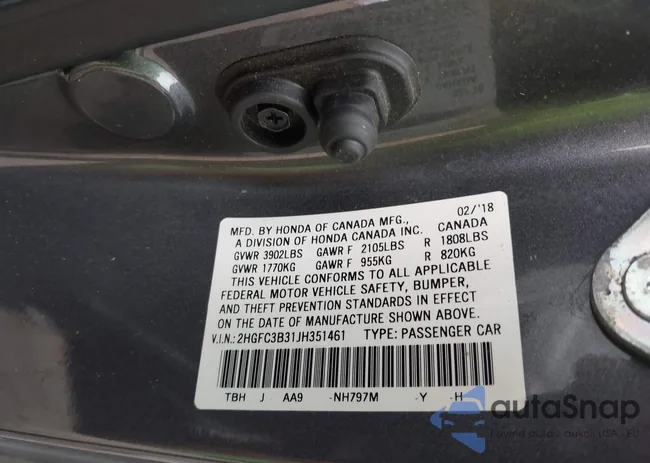 MFD. BY HONDA OF CANADA MFG., 02/'18
A DIVISION OF HONDA CANADA INC. CANADA
GVWR 3902LBS GAWR F 2105LBS R 1808LBS
GVWR 1770KG GAWR F 955KG R 820KG
THIS VEHICLE CONFORMS TO ALL APPLICABLE
FEDERAL MOTOR VEHICLE SAFETY, BUMPER,
AND THEFT PREVENTION STANDARDS IN EFFECT
ON THE DATE OF MANUFACTURE SHOWN ABOVE.
V.I.N.: 2HGFC3B31JH351461 TYPE: PASSENGER CAR
TBH J AA9 -NH797M -Y -H
autoSnap